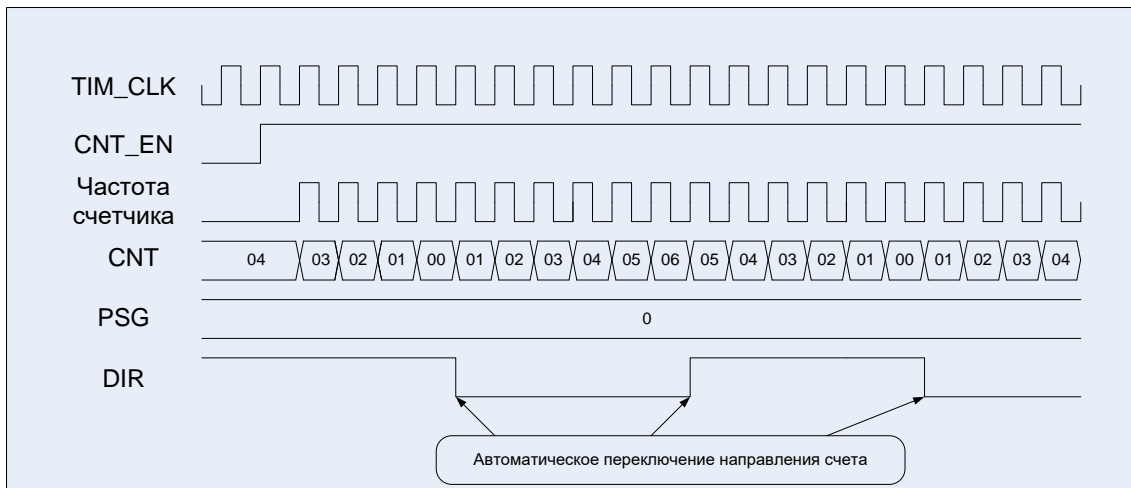 TIM_CLK
CNT_EN
Частота
счетчика
CNT 04 03 02 01 00 01 02 03 04 05 06 05 04 03 02 01 00 01 02 03 04
PSG 0
DIR
Автоматическое переключение направления счета